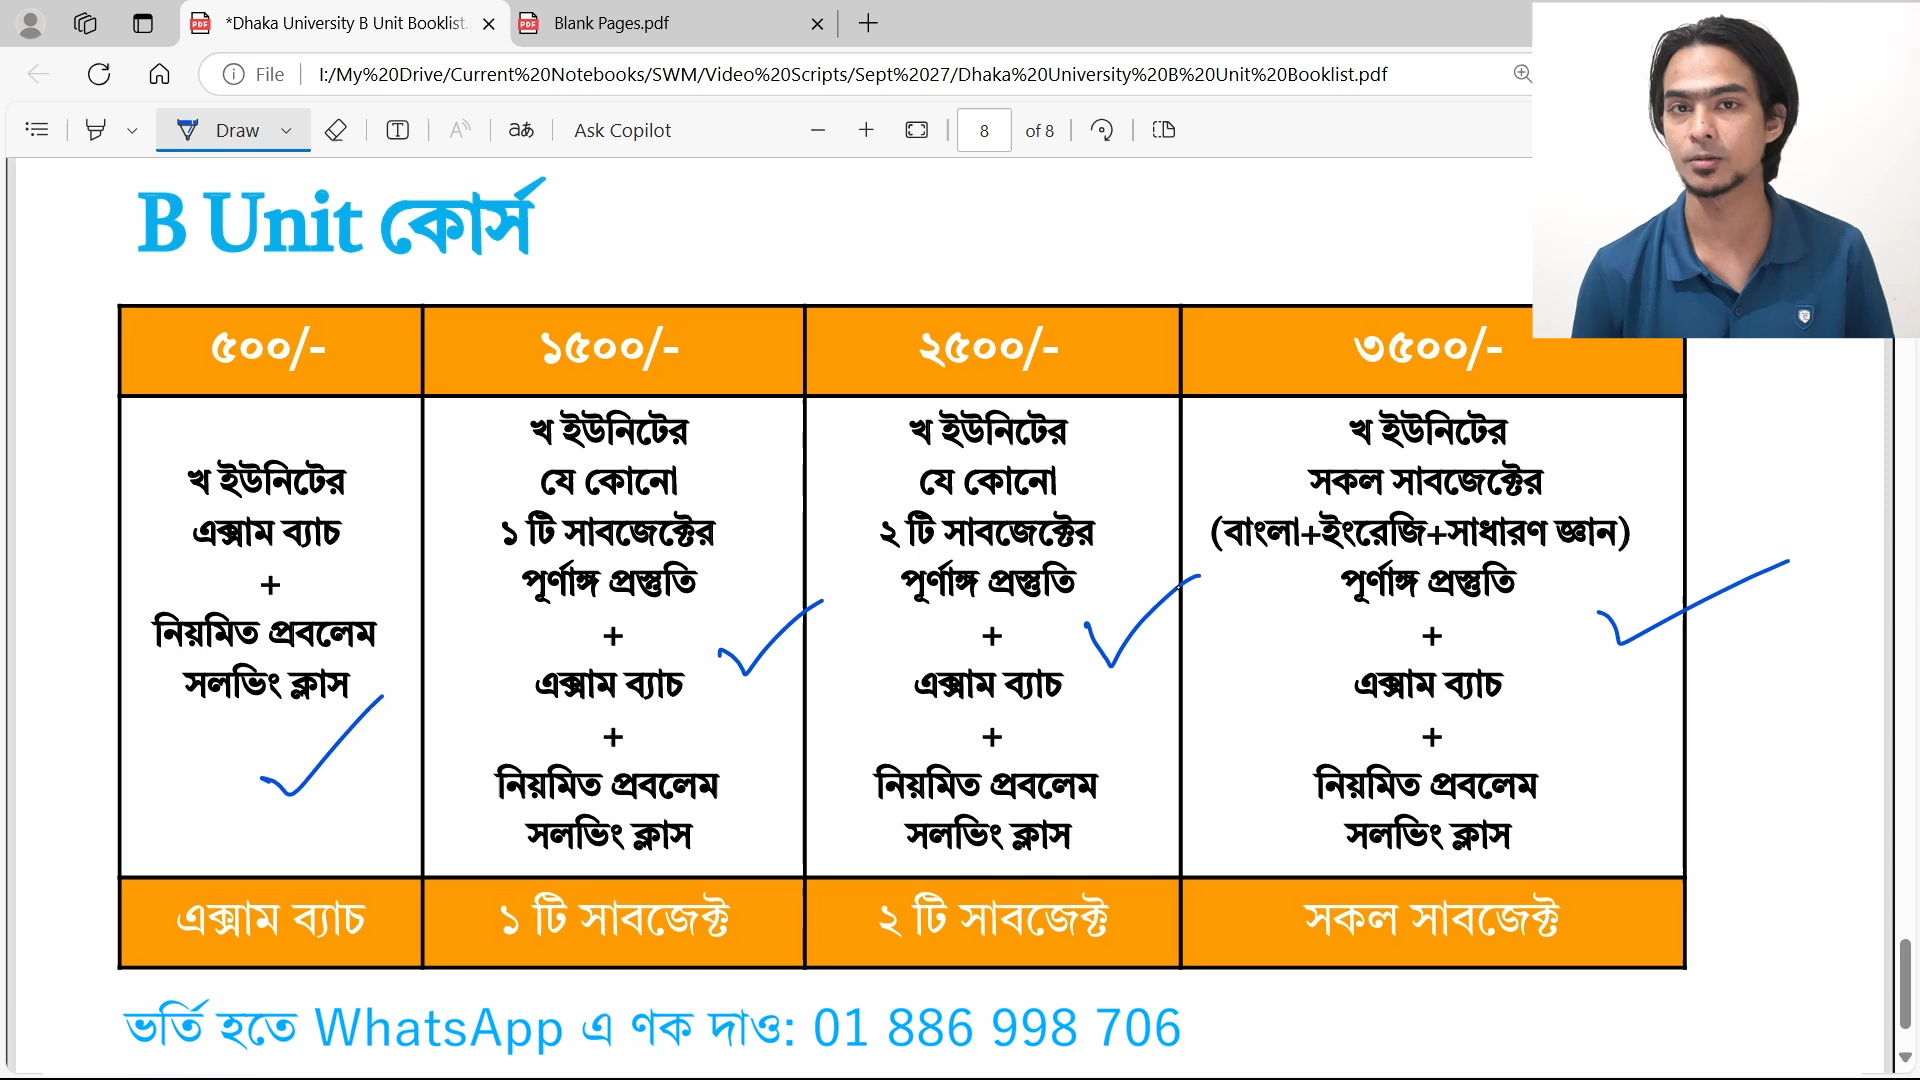 *Dhaka University B Unit Booklist.
Blank Pages.pdf
File
I:/My%20Drive/Current%20Notebooks/SWM/Video%20Scripts/Sept%2027/Dhaka%20University%20B%20Unit%20Booklist.pdf
Draw
Ask Copilot
8 of 8
B Unit কোর্স
৫০০/-
১৫০০/-
২৫০০/-
৩৫০০/-
খ ইউনিটের
এক্সাম ব্যাচ
+
নিয়মিত প্রবলেম
সলভিং ক্লাস
খ ইউনিটের
যে কোনো
১ টি সাবজেক্টের
পূর্ণাঙ্গ প্রস্তুতি
+
এক্সাম ব্যাচ
+
নিয়মিত প্রবলেম
সলভিং ক্লাস
খ ইউনিটের
যে কোনো
২ টি সাবজেক্টের
পূর্ণাঙ্গ প্রস্তুতি
+
এক্সাম ব্যাচ
+
নিয়মিত প্রবলেম
সলভিং ক্লাস
খ ইউনিটের
সকল সাবজেক্টের
(বাংলা+ইংরেজি+সাধারণ জ্ঞান)
পূর্ণাঙ্গ প্রস্তুতি
+
এক্সাম ব্যাচ
+
নিয়মিত প্রবলেম
সলভিং ক্লাস
এক্সাম ব্যাচ
১ টি সাবজেক্ট
২ টি সাবজেক্ট
সকল সাবজেক্ট
ভর্তি হতে WhatsApp এ ণক দাও: 01 886 998 706